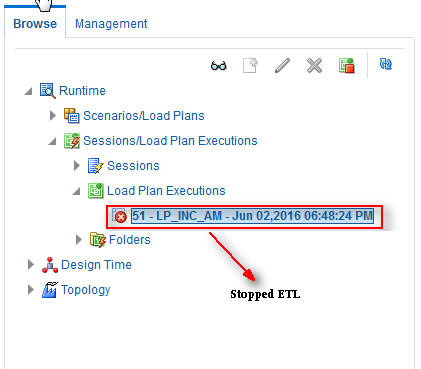 Browse
Management
Runtime
Scenarios/Load Plans
Sessions/Load Plan Executions
Sessions
Load Plan Executions
51 - LP_INC_AM - Jun 02,2016 06:48:24 PM
Folders
Design Time
Topology
Stopped ETL